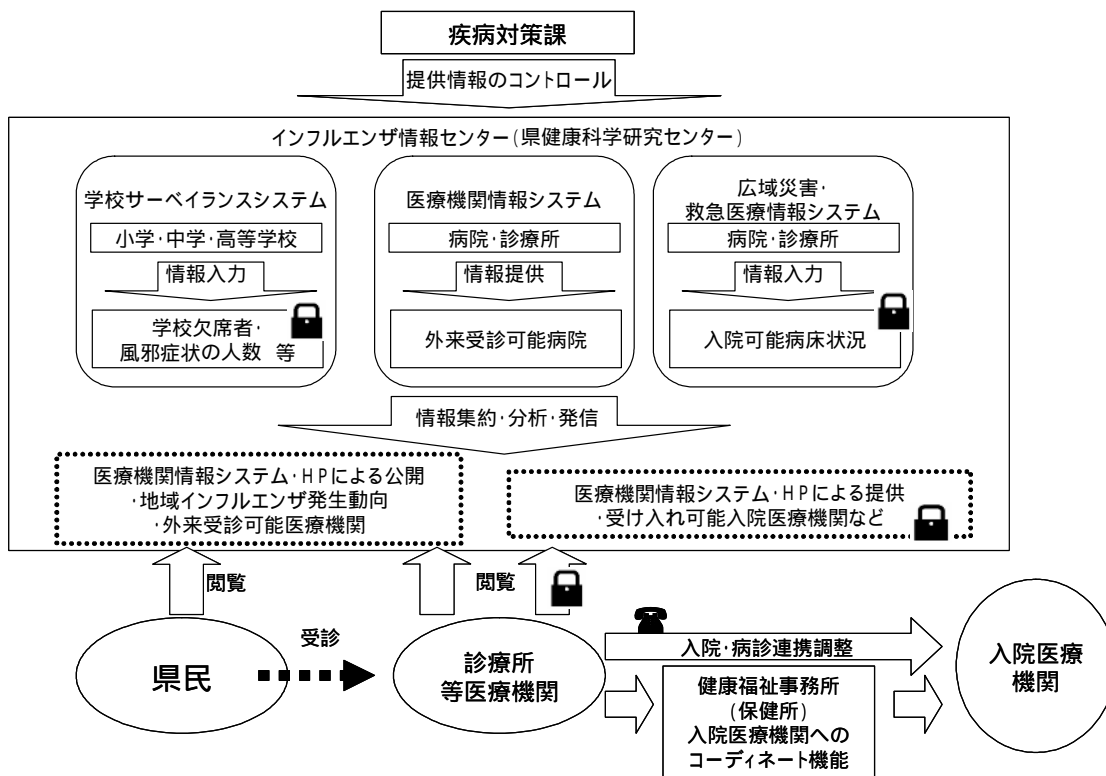 疾病対策課
提供情報のコントロール
インフルエンザ情報センター(県健康科学研究センター)
学校サーベイランスシステム
小学・中学・高等学校
情報入力
学校欠席者・
風邪症状の人数 等
医療機関情報システム
病院・診療所
情報提供
外来受診可能病院
広域災害・
救急医療情報システム
病院・診療所
情報入力
入院可能病床状況
情報集約・分析・発信
医療機関情報システム・HPによる公開
・地域インフルエンザ発生動向
・外来受診可能医療機関
医療機関情報システム・HPによる提供
・受け入れ可能入院医療機関など
閲覧
閲覧
県民
受診
診療所
等医療機関
入院・病診連携調整
健康福祉事務所
(保健所)
入院医療機関への
コーディネート機能
入院医療
機関